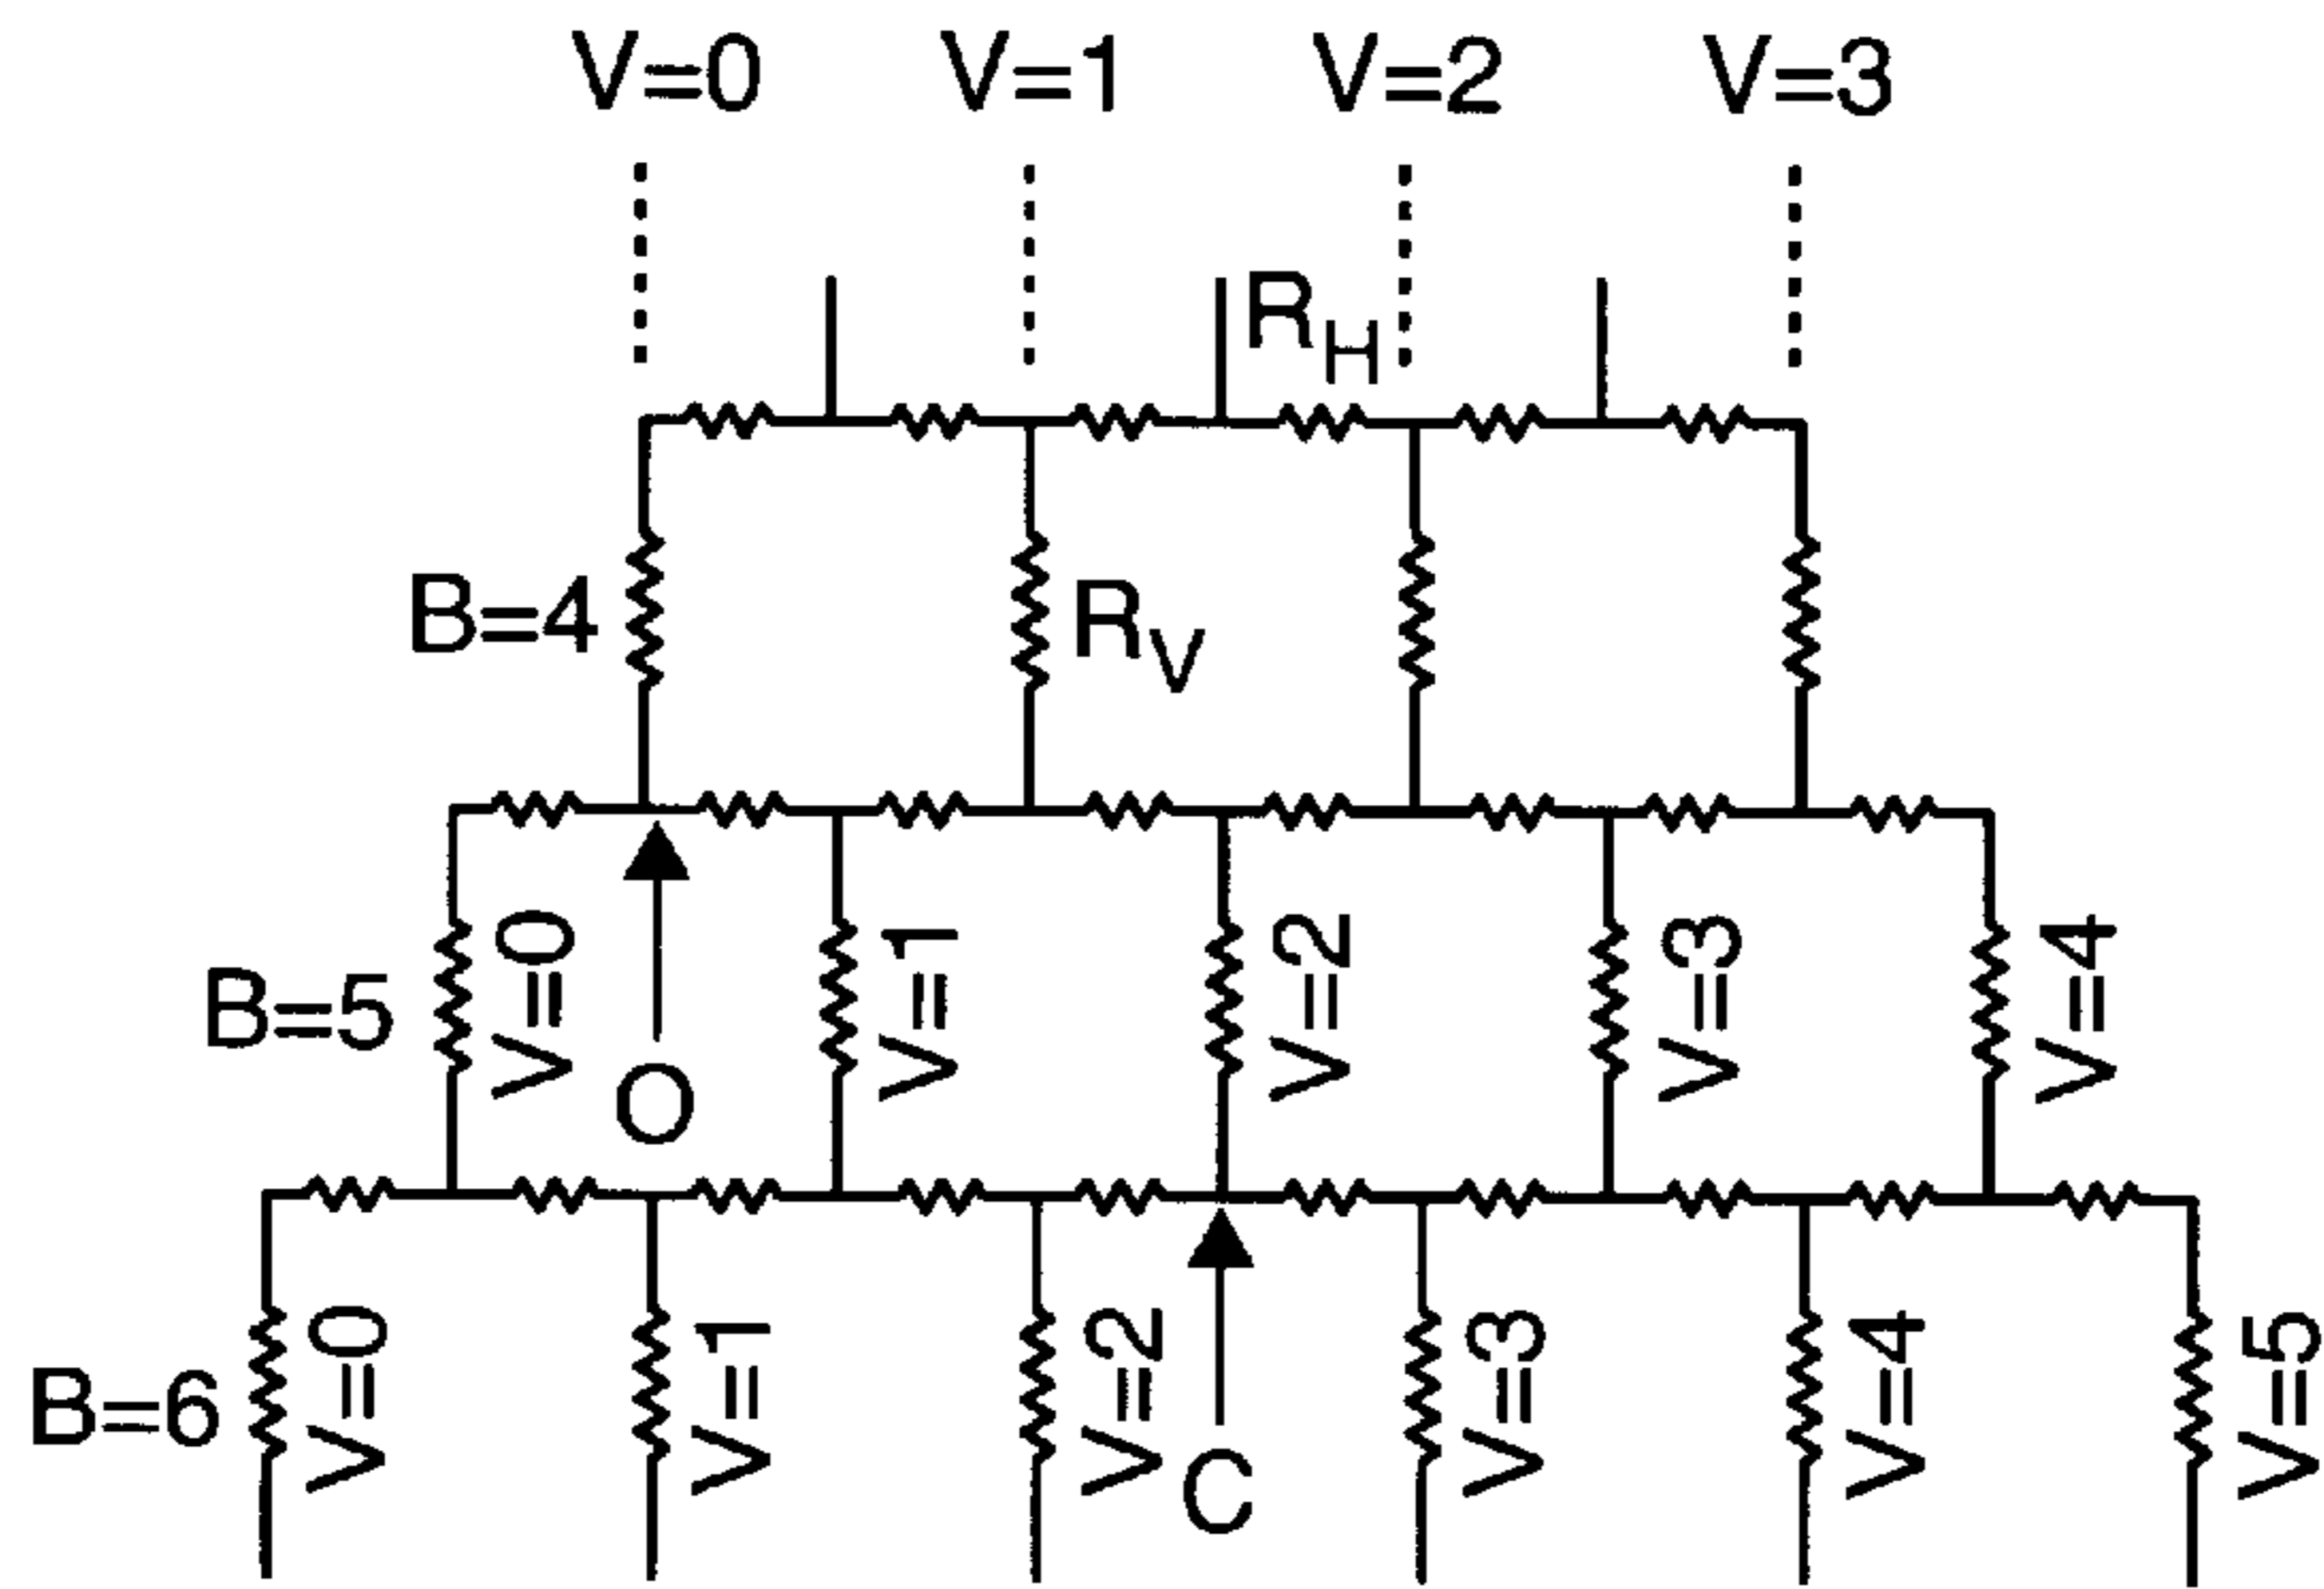 V=0 V=1 V=2 V=3
R_H
B=4 R_V
B=5 V=0 V=1 V=2 V=3 V=4
O
B=6 V=0 V=1 V=2 V=3 V=4 V=5
C